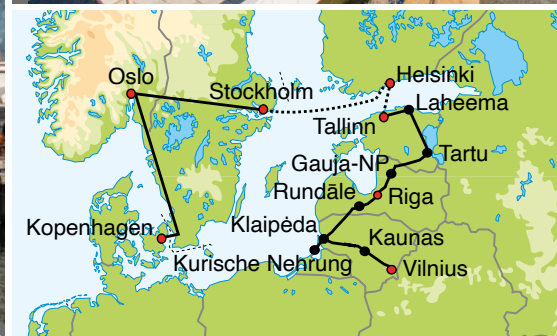 Oslo
Helsinki
Stockholm
Laheema
Tallinn
Tartu
Gauja-NP
Rundāle
Riga
Kopenhagen
Klaipėda
Kaunas
Kurische Nehrung
Vilnius